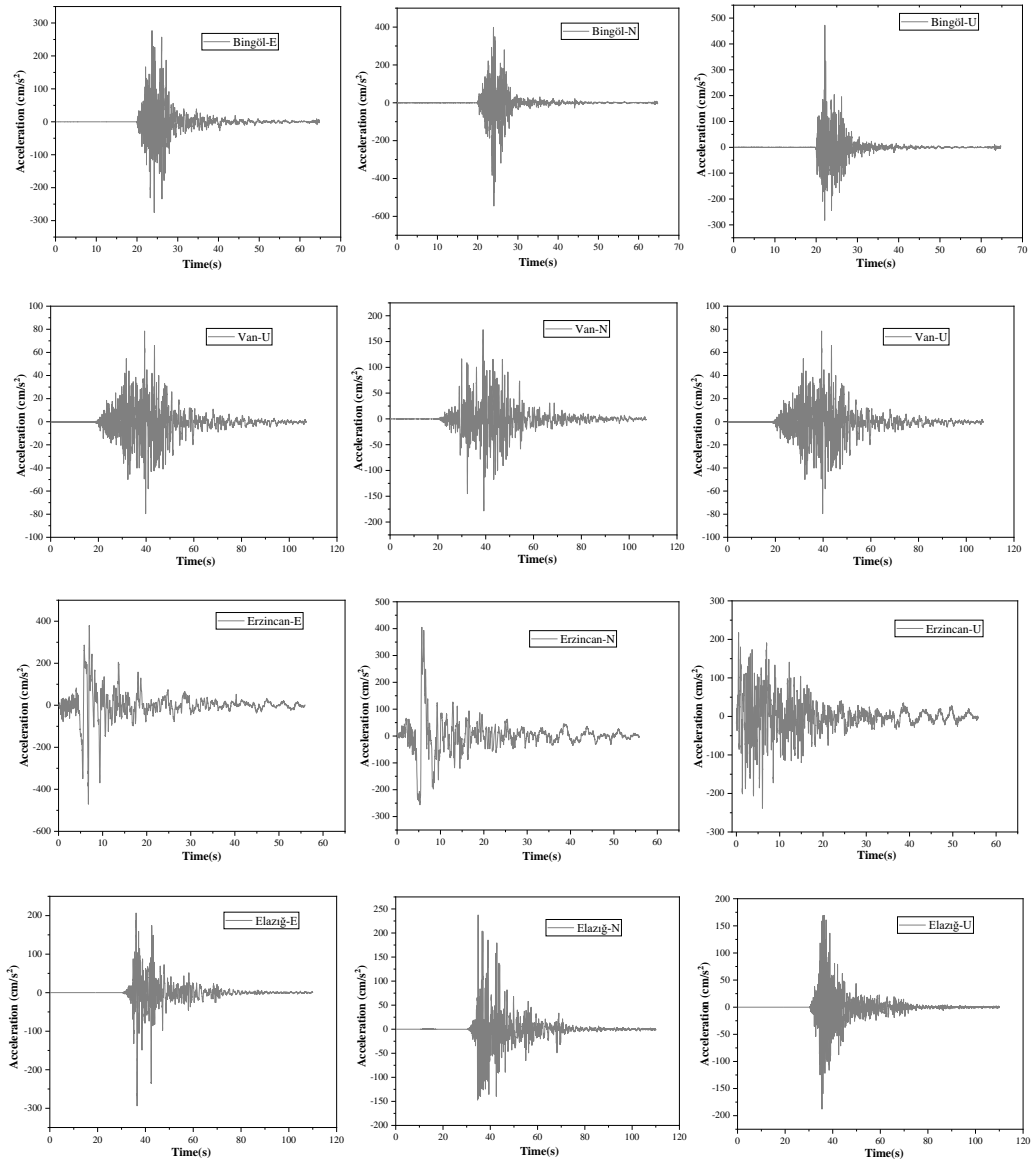 300
200
100
0
-100
-200
-300
0 10 20 30 40 50 60 70
Acceleration (cm/s²)
Time(s)
Bingöl-E
400
200
0
-200
-400
-600
0 10 20 30 40 50 60 70
Acceleration (cm/s²)
Time(s)
Bingöl-N
500
400
300
200
100
0
-100
-200
-300
0 10 20 30 40 50 60 70
Acceleration (cm/s²)
Time(s)
Bingöl-U
100
80
60
40
20
0
-20
-40
-60
-80
-100
0 20 40 60 80 100 120
Acceleration (cm/s²)
Time(s)
Van-U
200
150
100
50
0
-50
-100
-150
-200
0 20 40 60 80 100 120
Acceleration (cm/s²)
Time(s)
Van-N
100
80
60
40
20
0
-20
-40
-60
-80
-100
0 20 40 60 80 100 120
Acceleration (cm/s²)
Time(s)
Van-U
400
200
0
-200
-400
-600
0 10 20 30 40 50 60
Acceleration (cm/s²)
Time(s)
Erzincan-E
500
400
300
200
100
0
-100
-200
-300
0 10 20 30 40 50 60
Acceleration (cm/s²)
Time(s)
Erzincan-N
300
200
100
0
-100
-200
-300
0 10 20 30 40 50 60
Acceleration (cm/s²)
Time(s)
Erzincan-U
200
100
0
-100
-200
-300
0 20 40 60 80 100 120
Acceleration (cm/s²)
Time(s)
Elazığ-E
250
200
150
100
50
0
-50
-100
-150
-200
0 20 40 60 80 100 120
Acceleration (cm/s²)
Time(s)
Elazığ-N
200
150
100
50
0
-50
-100
-150
-200
0 20 40 60 80 100 120
Acceleration (cm/s²)
Time(s)
Elazığ-U